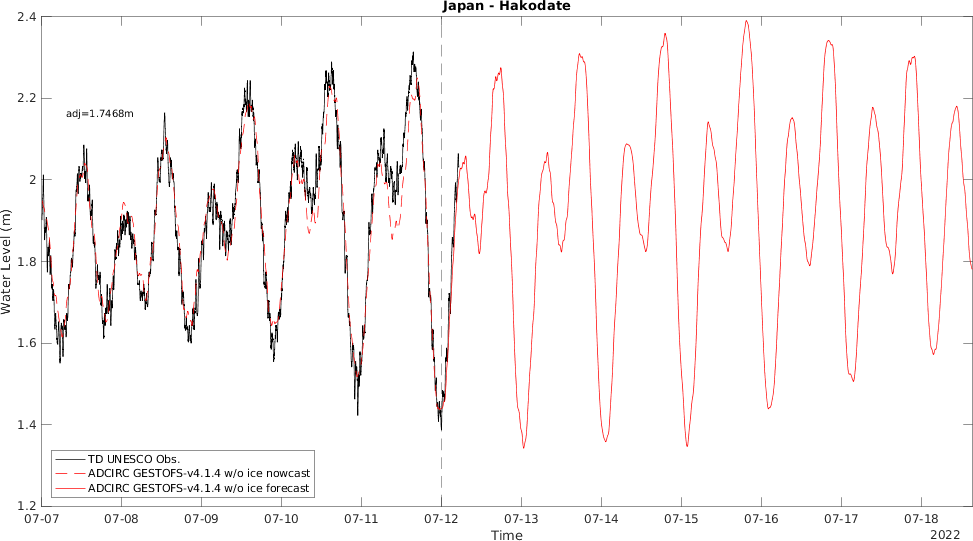 Japan - Hakodate
2.4
2.2
2
1.8
1.6
1.4
1.2
Water Level (m)
adj=1.7468m
TD UNESCO Obs.
ADCIRC GESTOFS-v4.1.4 w/o ice nowcast
ADCIRC GESTOFS-v4.1.4 w/o ice forecast
07-07 07-08 07-09 07-10 07-11 07-12 07-13 07-14 07-15 07-16 07-17 07-18
Time
2022